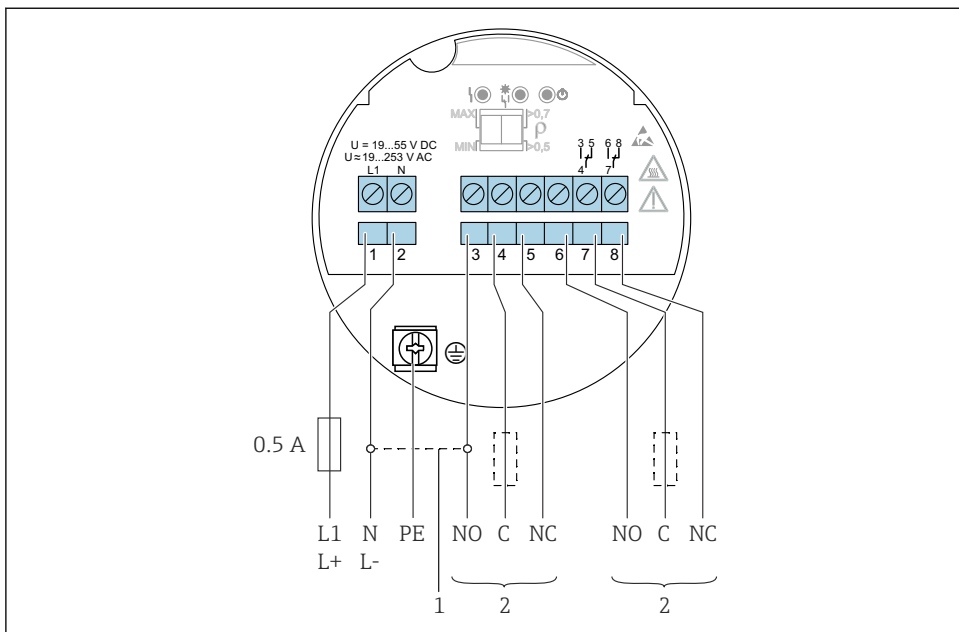 MAX >0,7
ρ
MIN >0,5
U = 19...55 V DC
U≈19...253 V AC
L1 N
3 5 6 8
4 7
1 2 3 4 5 6 7 8
0.5 A
L1 N PE NO C NC NO C NC
L+ L-
1 2 2